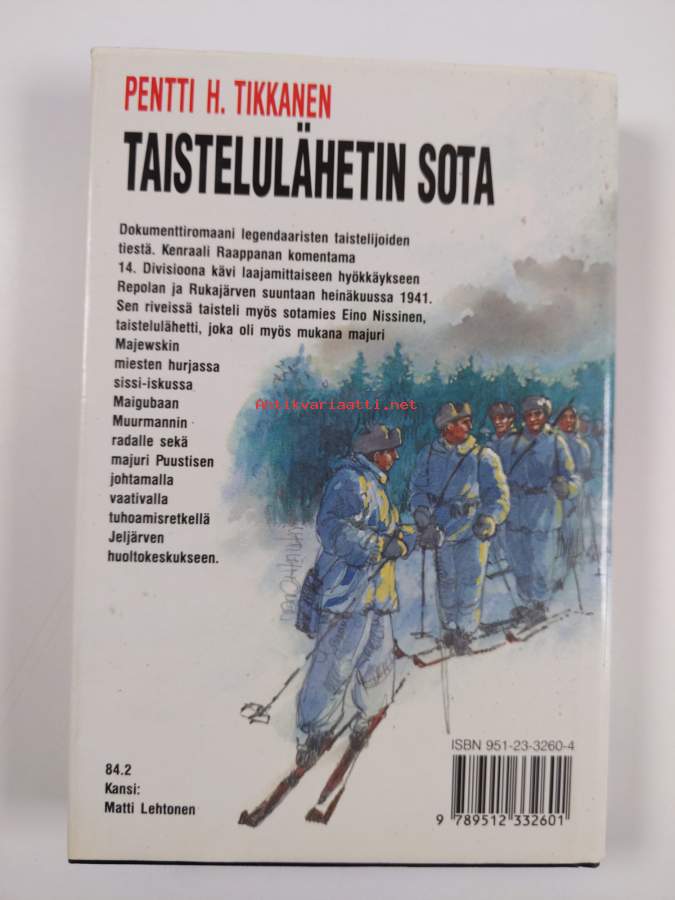 PENTTI H. TIKKANEN
TAISTELULÄHETIN SOTA
Dokumenttiromaani legendaaristen taistelijoiden
tiestä. Kenraali Raappanan komentama
14. Divisioona kävi laajamittaiseen hyökkäykseen
Repolan ja Rukajärven suuntaan heinäkuussa 1941.
Sen riveissä taisteli myös sotamies Eino Nissinen,
taistelulähetti, joka oli myös mukana majuri
Majewskin
miesten hurjassa
sissi-iskussa
Maigubaan
Muurmannin
radalle sekä
majuri Puustisen
johtamalla
vaativalla
tuhoamisretkellä
Jeljärven
huoltokeskukseen.
Antikvariaatti.net
ISBN 951-23-3260-4
9 789512 332601
84.2
Kansi:
Matti Lehtonen